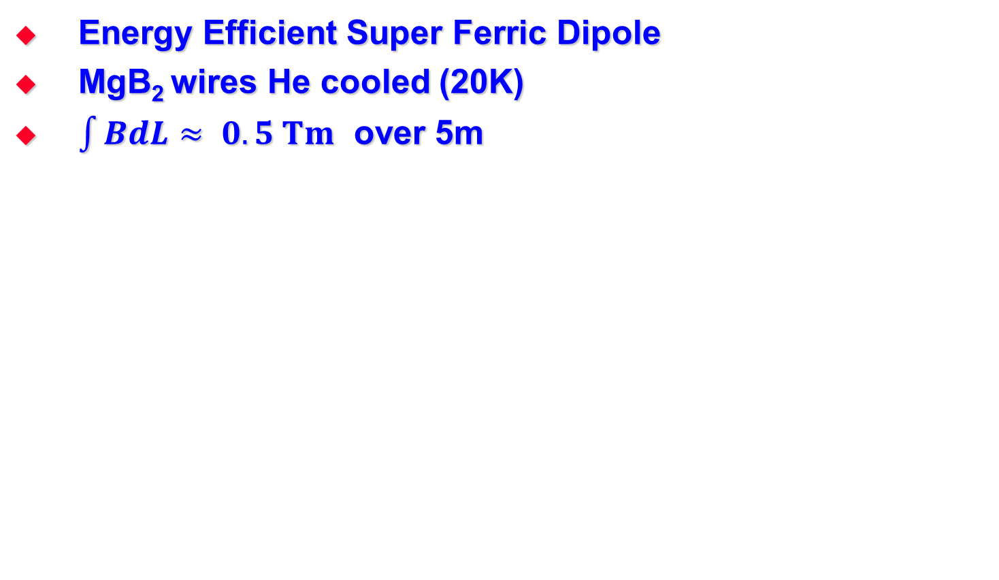 Energy Efficient Super Ferric Dipole
MgB₂ wires He cooled (20K)
∫ BdL ≈ 0.5 Tm over 5m